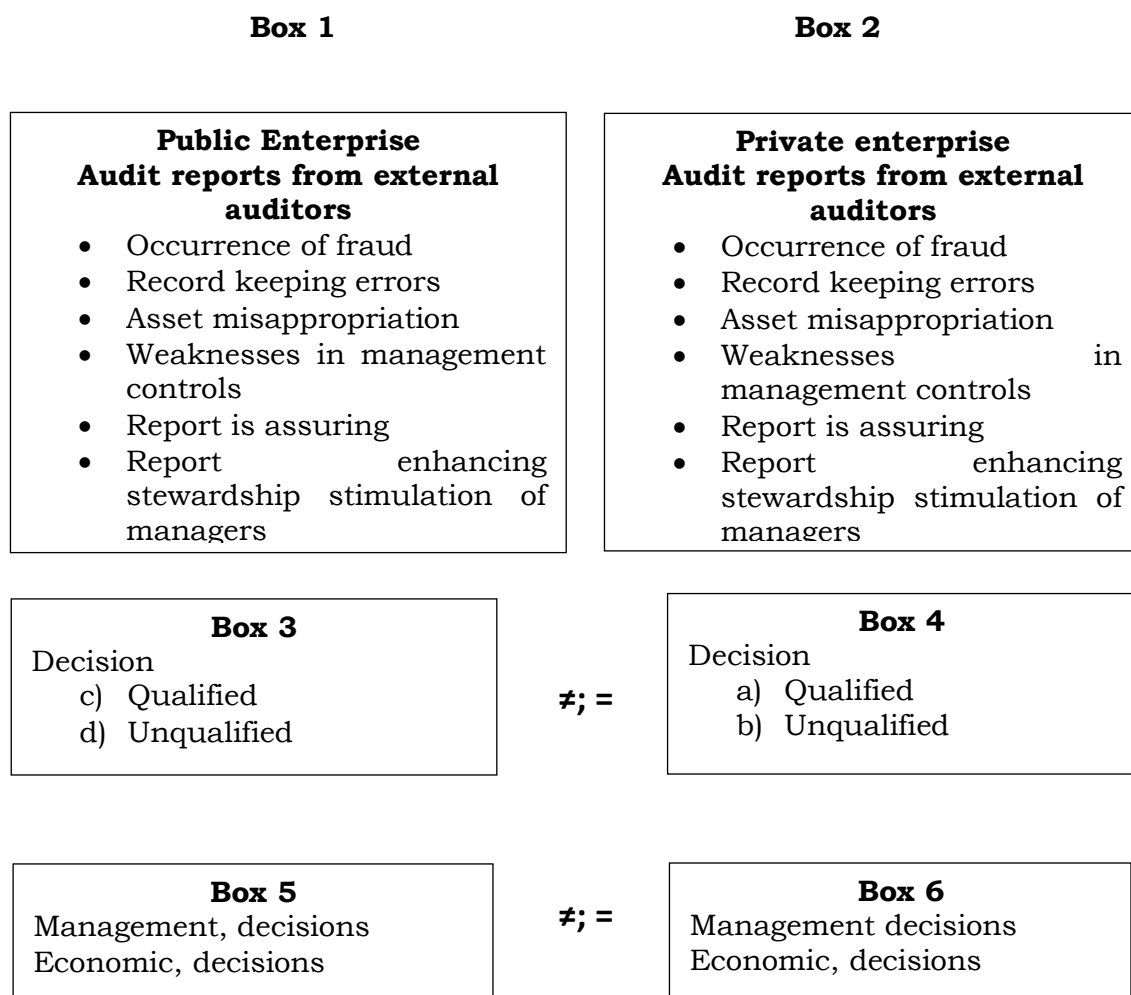 Box 1
Box 2
Public Enterprise
Audit reports from external
auditors
• Occurrence of fraud
• Record keeping errors
• Asset misappropriation
• Weaknesses in management
controls
• Report is assuring
• Report enhancing
stewardship stimulation of
managers
Private enterprise
Audit reports from external
auditors
• Occurrence of fraud
• Record keeping errors
• Asset misappropriation
• Weaknesses in
management controls
• Report is assuring
• Report enhancing
stewardship stimulation of
managers
Box 3
Decision
c) Qualified
d) Unqualified
≠; =
Box 4
Decision
a) Qualified
b) Unqualified
Box 5
Management, decisions
Economic, decisions
≠; =
Box 6
Management decisions
Economic, decisions